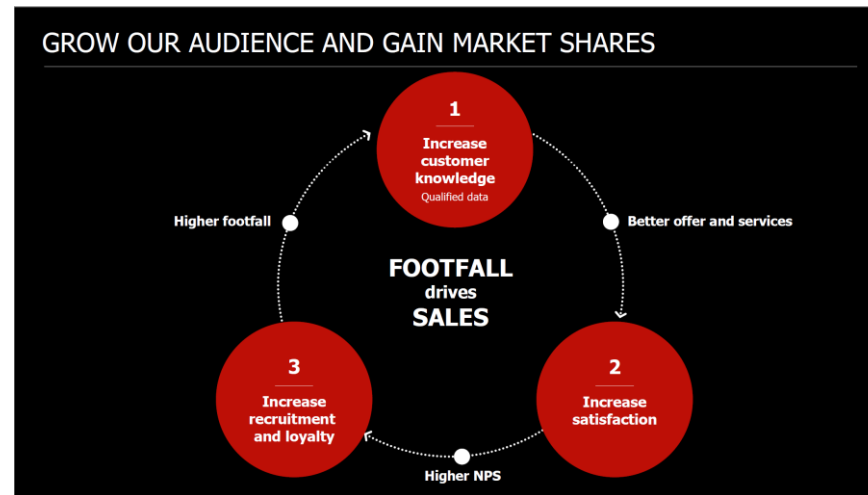 GROW OUR AUDIENCE AND GAIN MARKET SHARES
1
Increase
customer
knowledge
Qualified data
Higher footfall
Better offer and services
FOOTFALL
drives
SALES
3
Increase
recruitment
and loyalty
2
Increase
satisfaction
Higher NPS